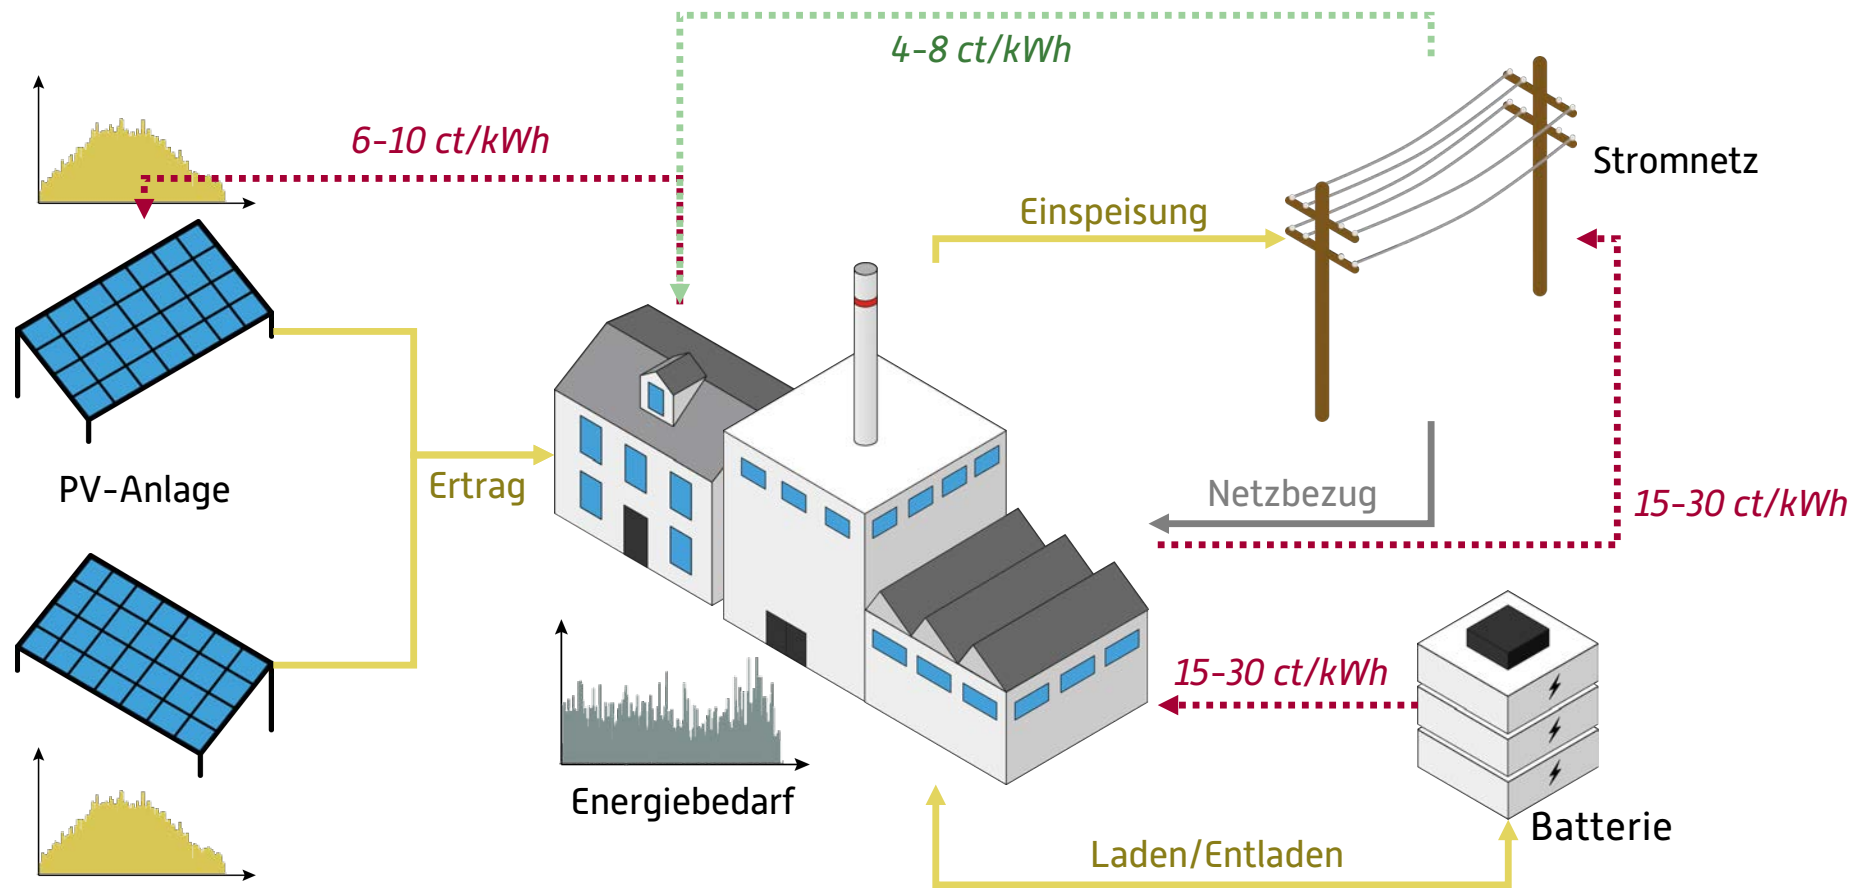 4-8 ct/kWh
6-10 ct/kWh
Stromnetz
Einspeisung
PV-Anlage
Ertrag
Netzbezug
15-30 ct/kWh
15-30 ct/kWh
Energiebedarf
Batterie
Laden/Entladen